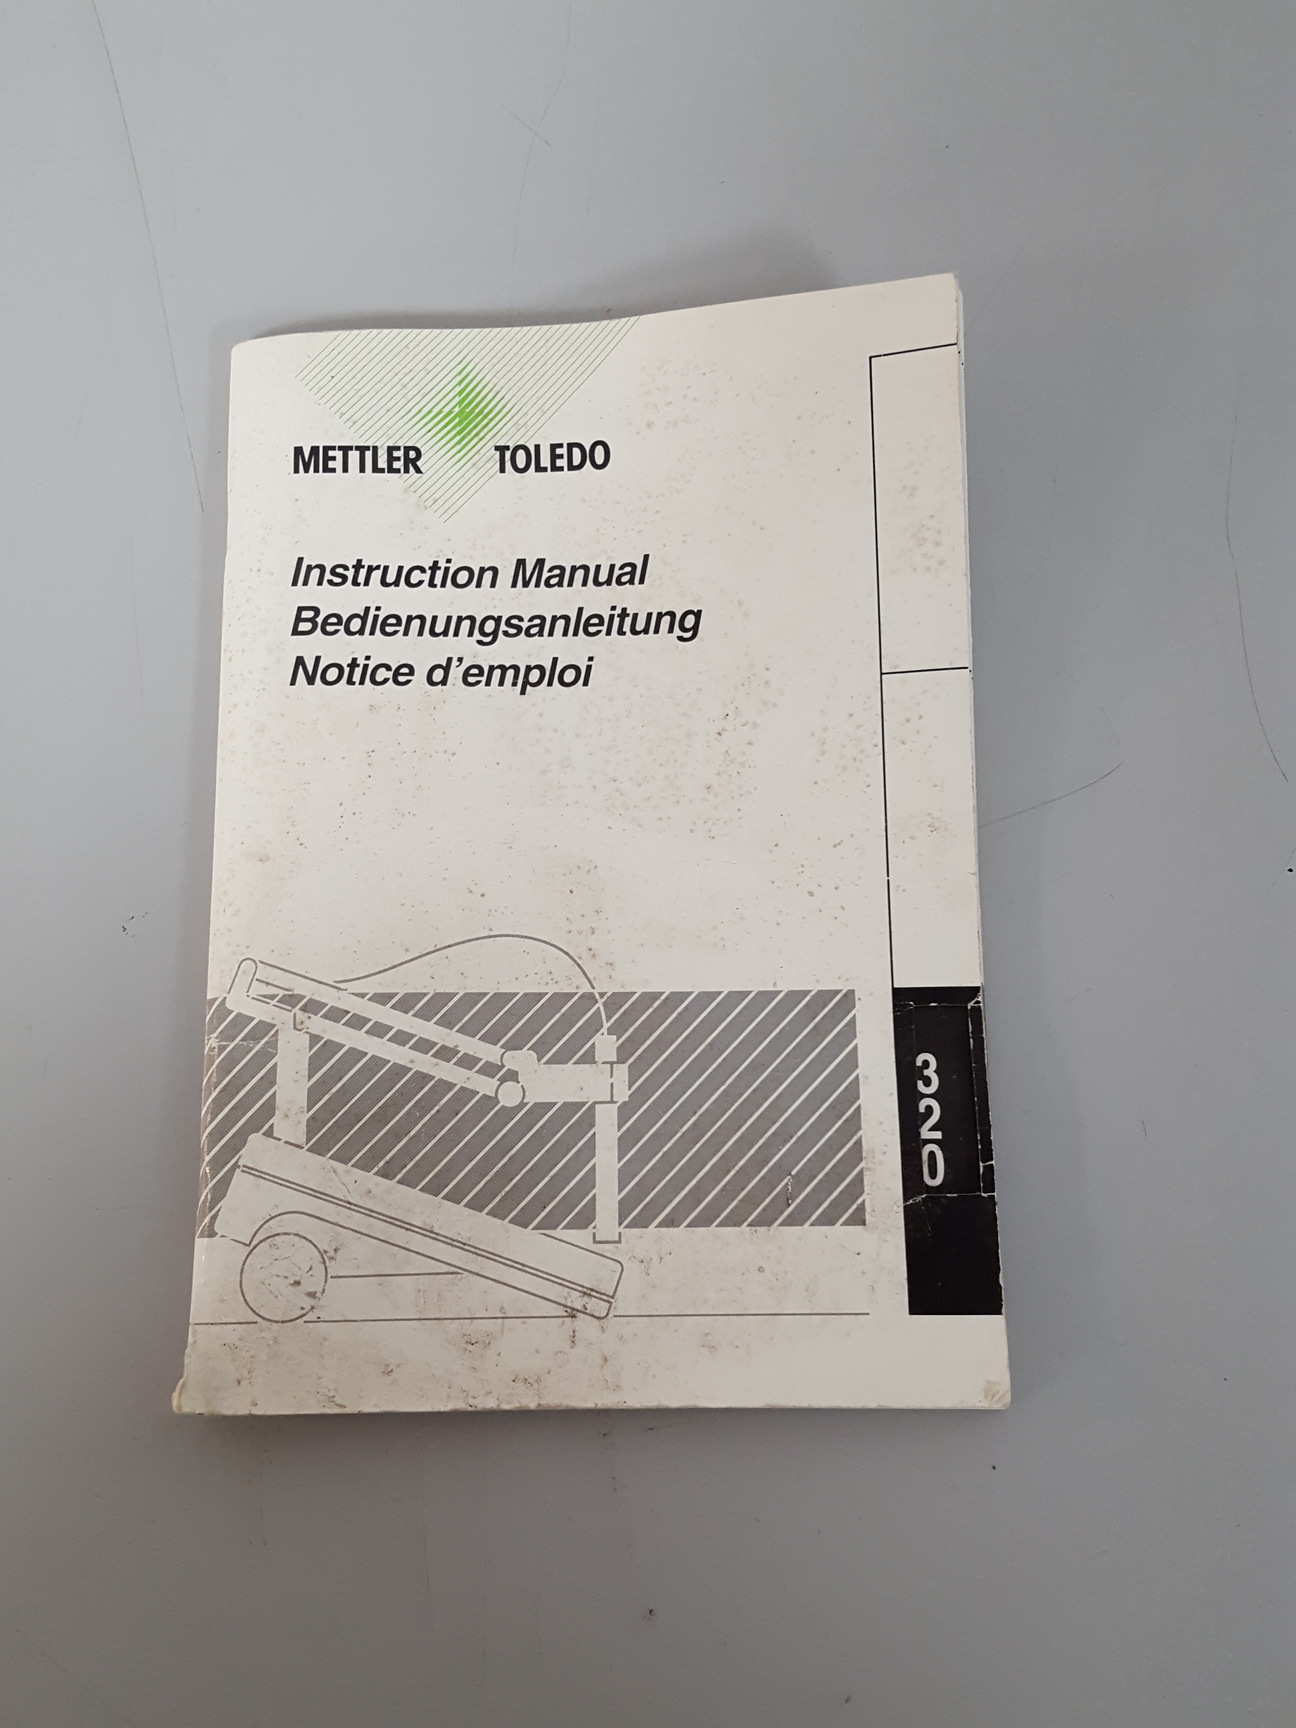 METTLER TOLEDO
Instruction Manual
Bedienungsanleitung
Notice d'emploi
320